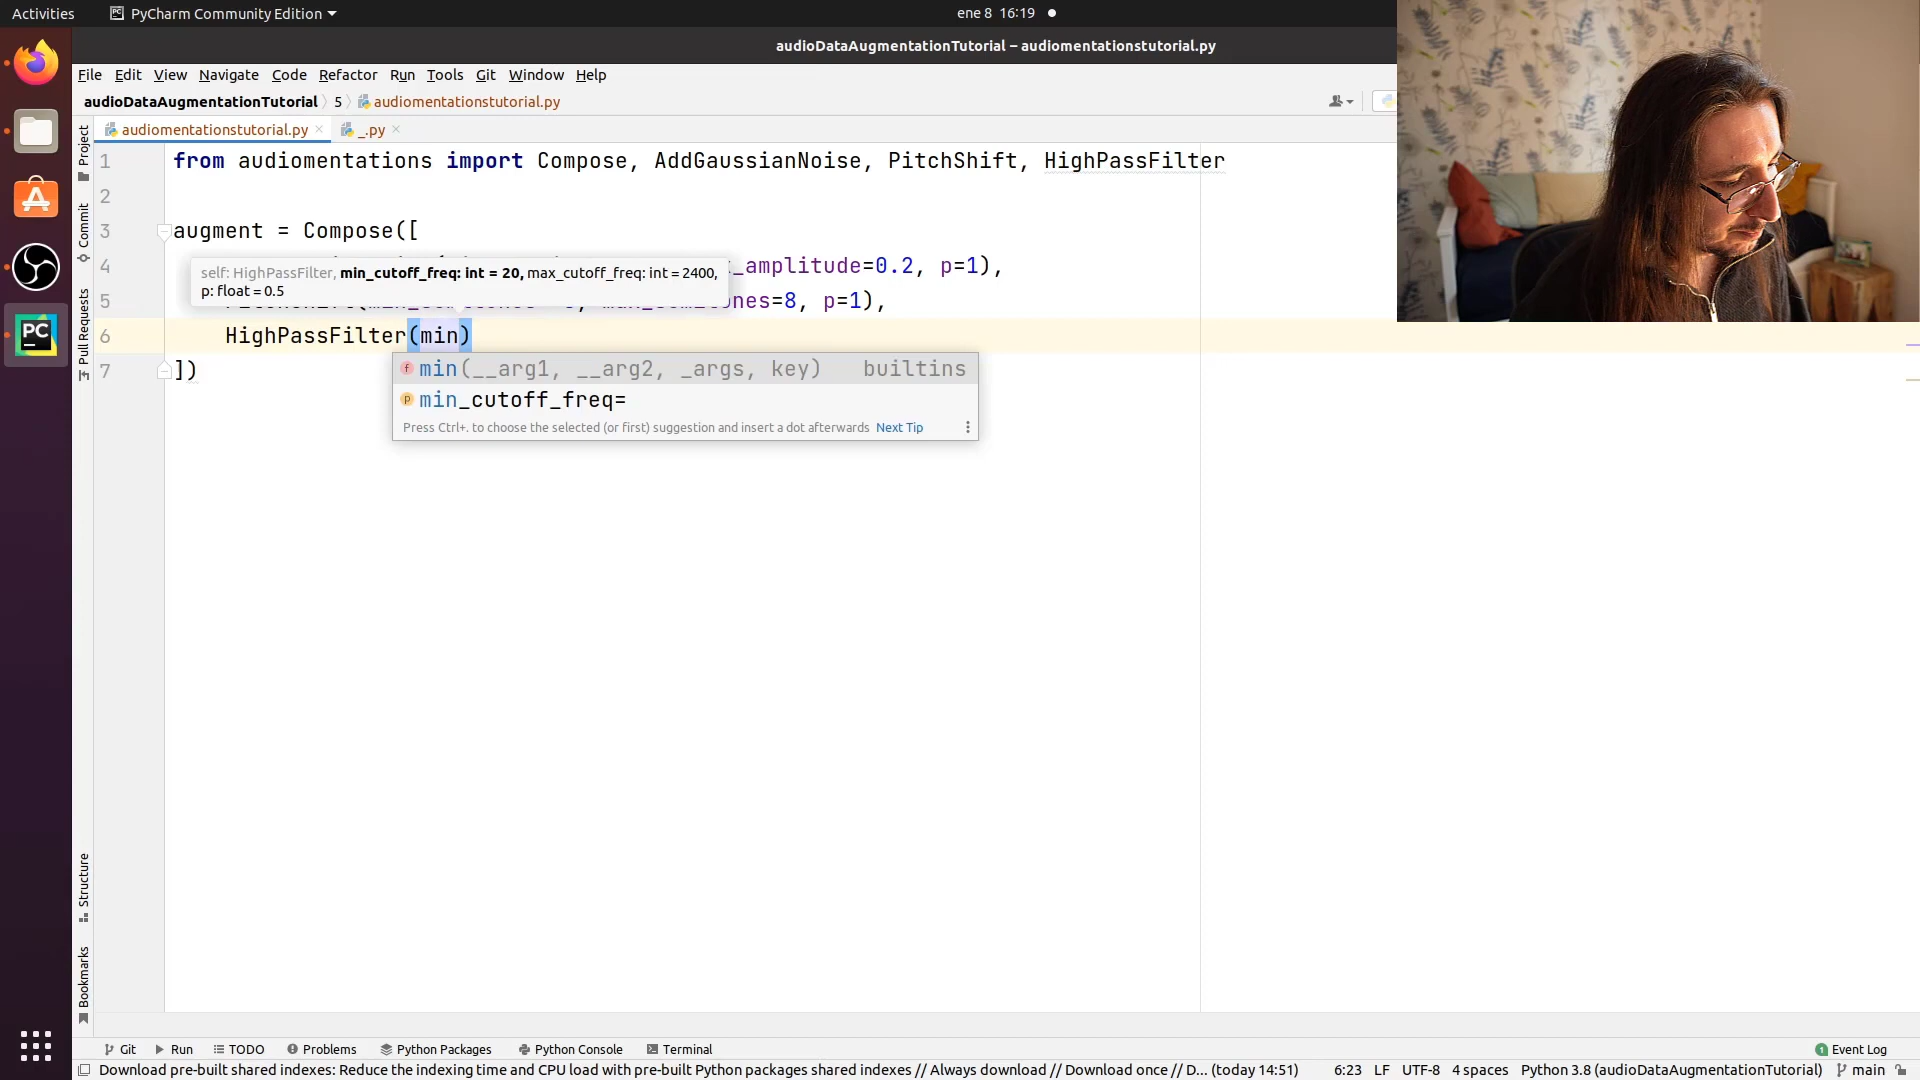 Activities PyCharm Community Edition ene 8 16:19
audioDataAugmentationTutorial – audiomentationstutorial.py
File Edit View Navigate Code Refactor Run Tools Git Window Help
audioDataAugmentationTutorial 5 audiomentationstutorial.py
audiomentationstutorial.py _.py
Project
Commit
Pull Requests
Structure
Bookmarks
1 from audiomentations import Compose, AddGaussianNoise, PitchShift, HighPassFilter
2
3 augment = Compose([
4 _amplitude=0.2, p=1),
self: HighPassFilter, min_cutoff_freq: int = 20, max_cutoff_freq: int = 2400,
p: float = 0.5
5 =8, p=1),
6 HighPassFilter(min)
7 ])
min(__arg1, __arg2, _args, key) builtins
min_cutoff_freq=
Press Ctrl+. to choose the selected (or first) suggestion and insert a dot afterwards Next Tip
Git Run TODO Problems Python Packages Python Console Terminal 1 Event Log
Download pre-built shared indexes: Reduce the indexing time and CPU load with pre-built Python packages shared indexes // Always download // Download once // D... (today 14:51) 6:23 LF UTF-8 4 spaces Python 3.8 (audioDataAugmentationTutorial) main